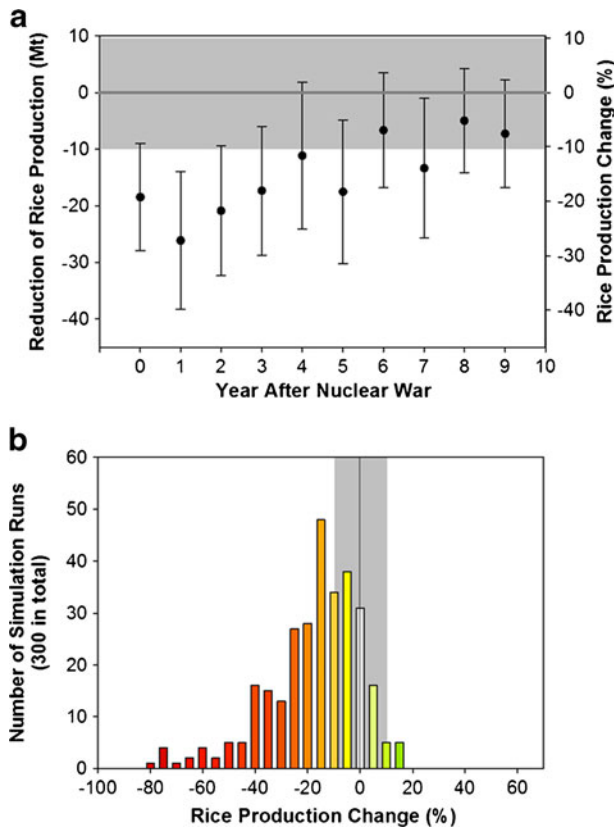 a
Reduction of Rice Production (Mt)
10
0
-10
-20
-30
-40
10
0
-10
-20
-30
-40
Rice Production Change (%)
0 1 2 3 4 5 6 7 8 9 10
Year After Nuclear War
b
Number of Simulation Runs
(300 in total)
60
50
40
30
20
10
0
-100 -80 -60 -40 -20 0 20 40 60
Rice Production Change (%)